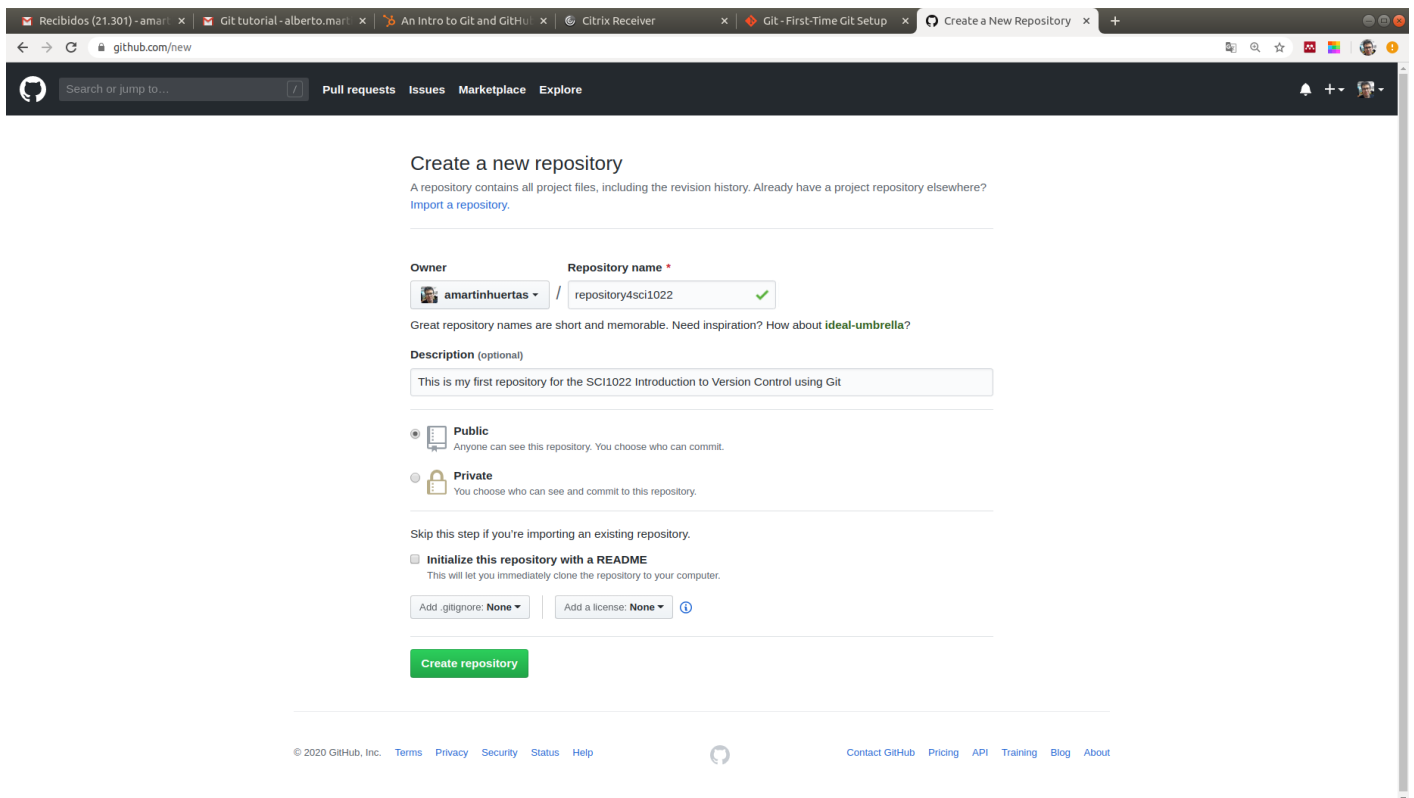 Recibidos (21.301) - amart
Git tutorial - alberto.mart
An Intro to Git and GitHub
Citrix Receiver
Git - First-Time Git Setup
Create a New Repository
github.com/new
Search or jump to...
/
Pull requests Issues Marketplace Explore
Create a new repository
A repository contains all project files, including the revision history. Already have a project repository elsewhere?
Import a repository.
Owner Repository name *
amartinhuertas / repository4sci1022
Great repository names are short and memorable. Need inspiration? How about ideal-umbrella?
Description (optional)
This is my first repository for the SCI1022 Introduction to Version Control using Git
Public
Anyone can see this repository. You choose who can commit.
Private
You choose who can see and commit to this repository.
Skip this step if you're importing an existing repository.
Initialize this repository with a README
This will let you immediately clone the repository to your computer.
Add .gitignore: None Add a license: None
Create repository
© 2020 GitHub, Inc. Terms Privacy Security Status Help Contact GitHub Pricing API Training Blog About